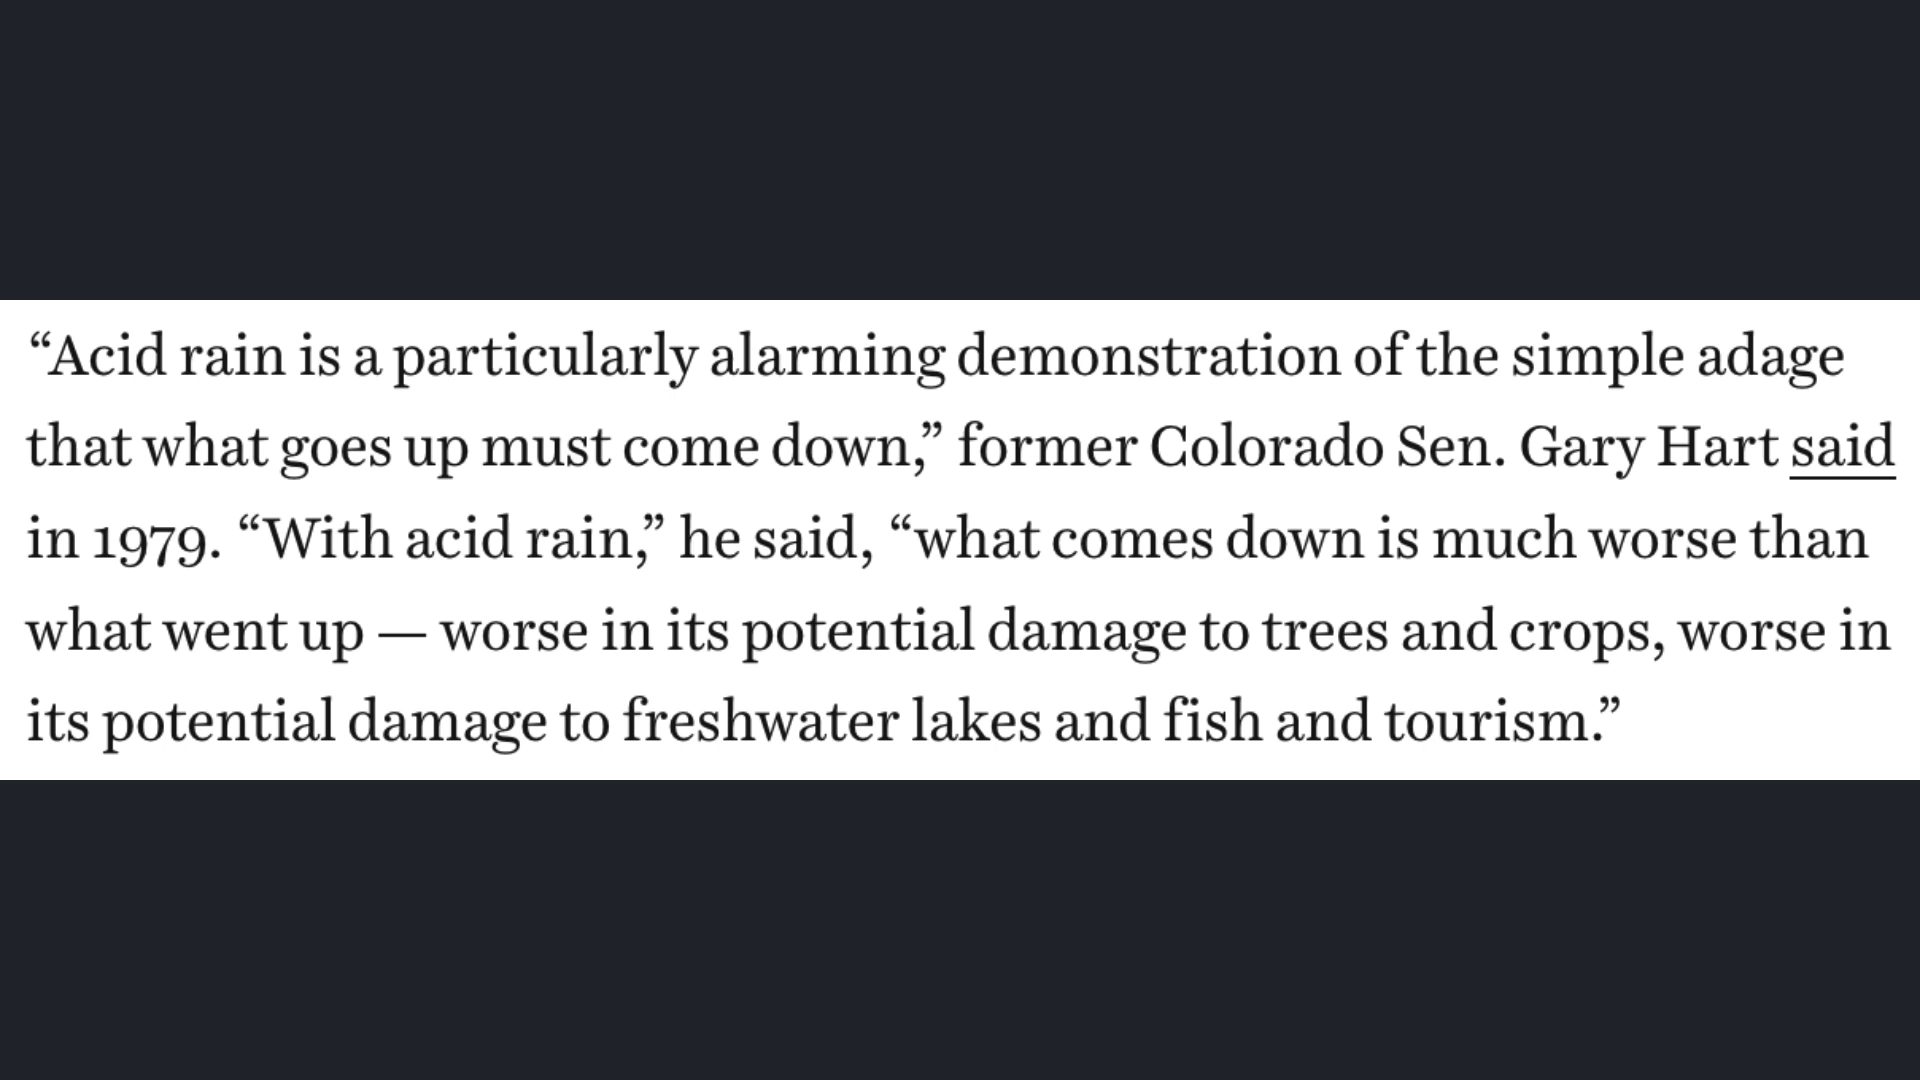 “Acid rain is a particularly alarming demonstration of the simple adage
that what goes up must come down,” former Colorado Sen. Gary Hart said
in 1979. “With acid rain,” he said, “what comes down is much worse than
what went up — worse in its potential damage to trees and crops, worse in
its potential damage to freshwater lakes and fish and tourism.”